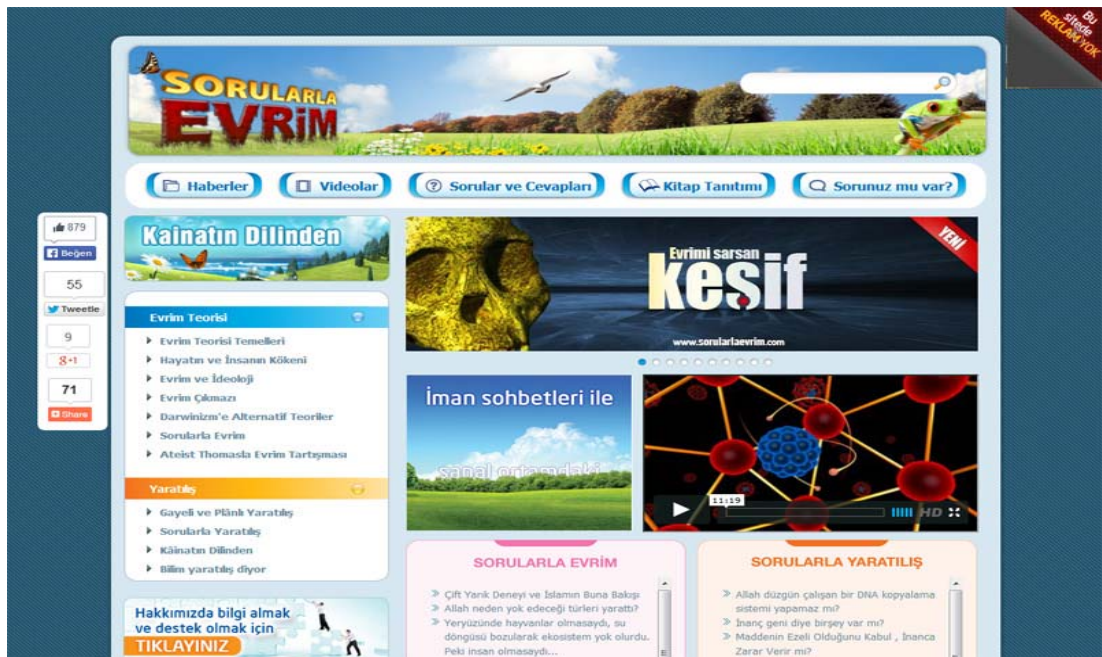 Bu
sitede
REKLAM YOK
SORULARLA
EVRİM
Haberler
Videolar
Sorular ve Cevapları
Kitap Tanıtımı
Sorunuz mu var?
879
Beğen
55
Tweetle
9
g+1
71
Share
Kainatın Dilinden
Evrim Teorisi
Evrim Teorisi Temelleri
Hayatın ve İnsanın Kökeni
Evrim ve İdeoloji
Evrim Çıkmazı
Darwinizm'e Alternatif Teoriler
Sorularla Evrim
Ateist Thomasla Evrim Tartışması
Yaratılış
Gayeli ve Plânlı Yaratılış
Sorularla Yaratılış
Kâinatın Dilinden
Bilim yaratılış diyor
Hakkımızda bilgi almak
ve destek olmak için
TIKLAYINIZ
YENİ
Evrimi sarsan
keşif
www.sorularlaevrim.com
İman sohbetleri ile
sanal ortamdaki
11:19
HD
SORULARLA EVRİM
Çift Yarık Deneyi ve İslamın Buna Bakışı
Allah neden yok edeceği türleri yarattı?
Yeryüzünde hayvanlar olmasaydı, su
döngüsü bozularak ekosistem yok olurdu.
Peki insan olmasaydı...
SORULARLA YARATILIŞ
Allah düzgün çalışan bir DNA kopyalama
sistemi yapamaz mı?
İnanç geni diye birşey var mı?
Maddenin Ezeli Olduğunu Kabul , İnanca
Zarar Verir mi?